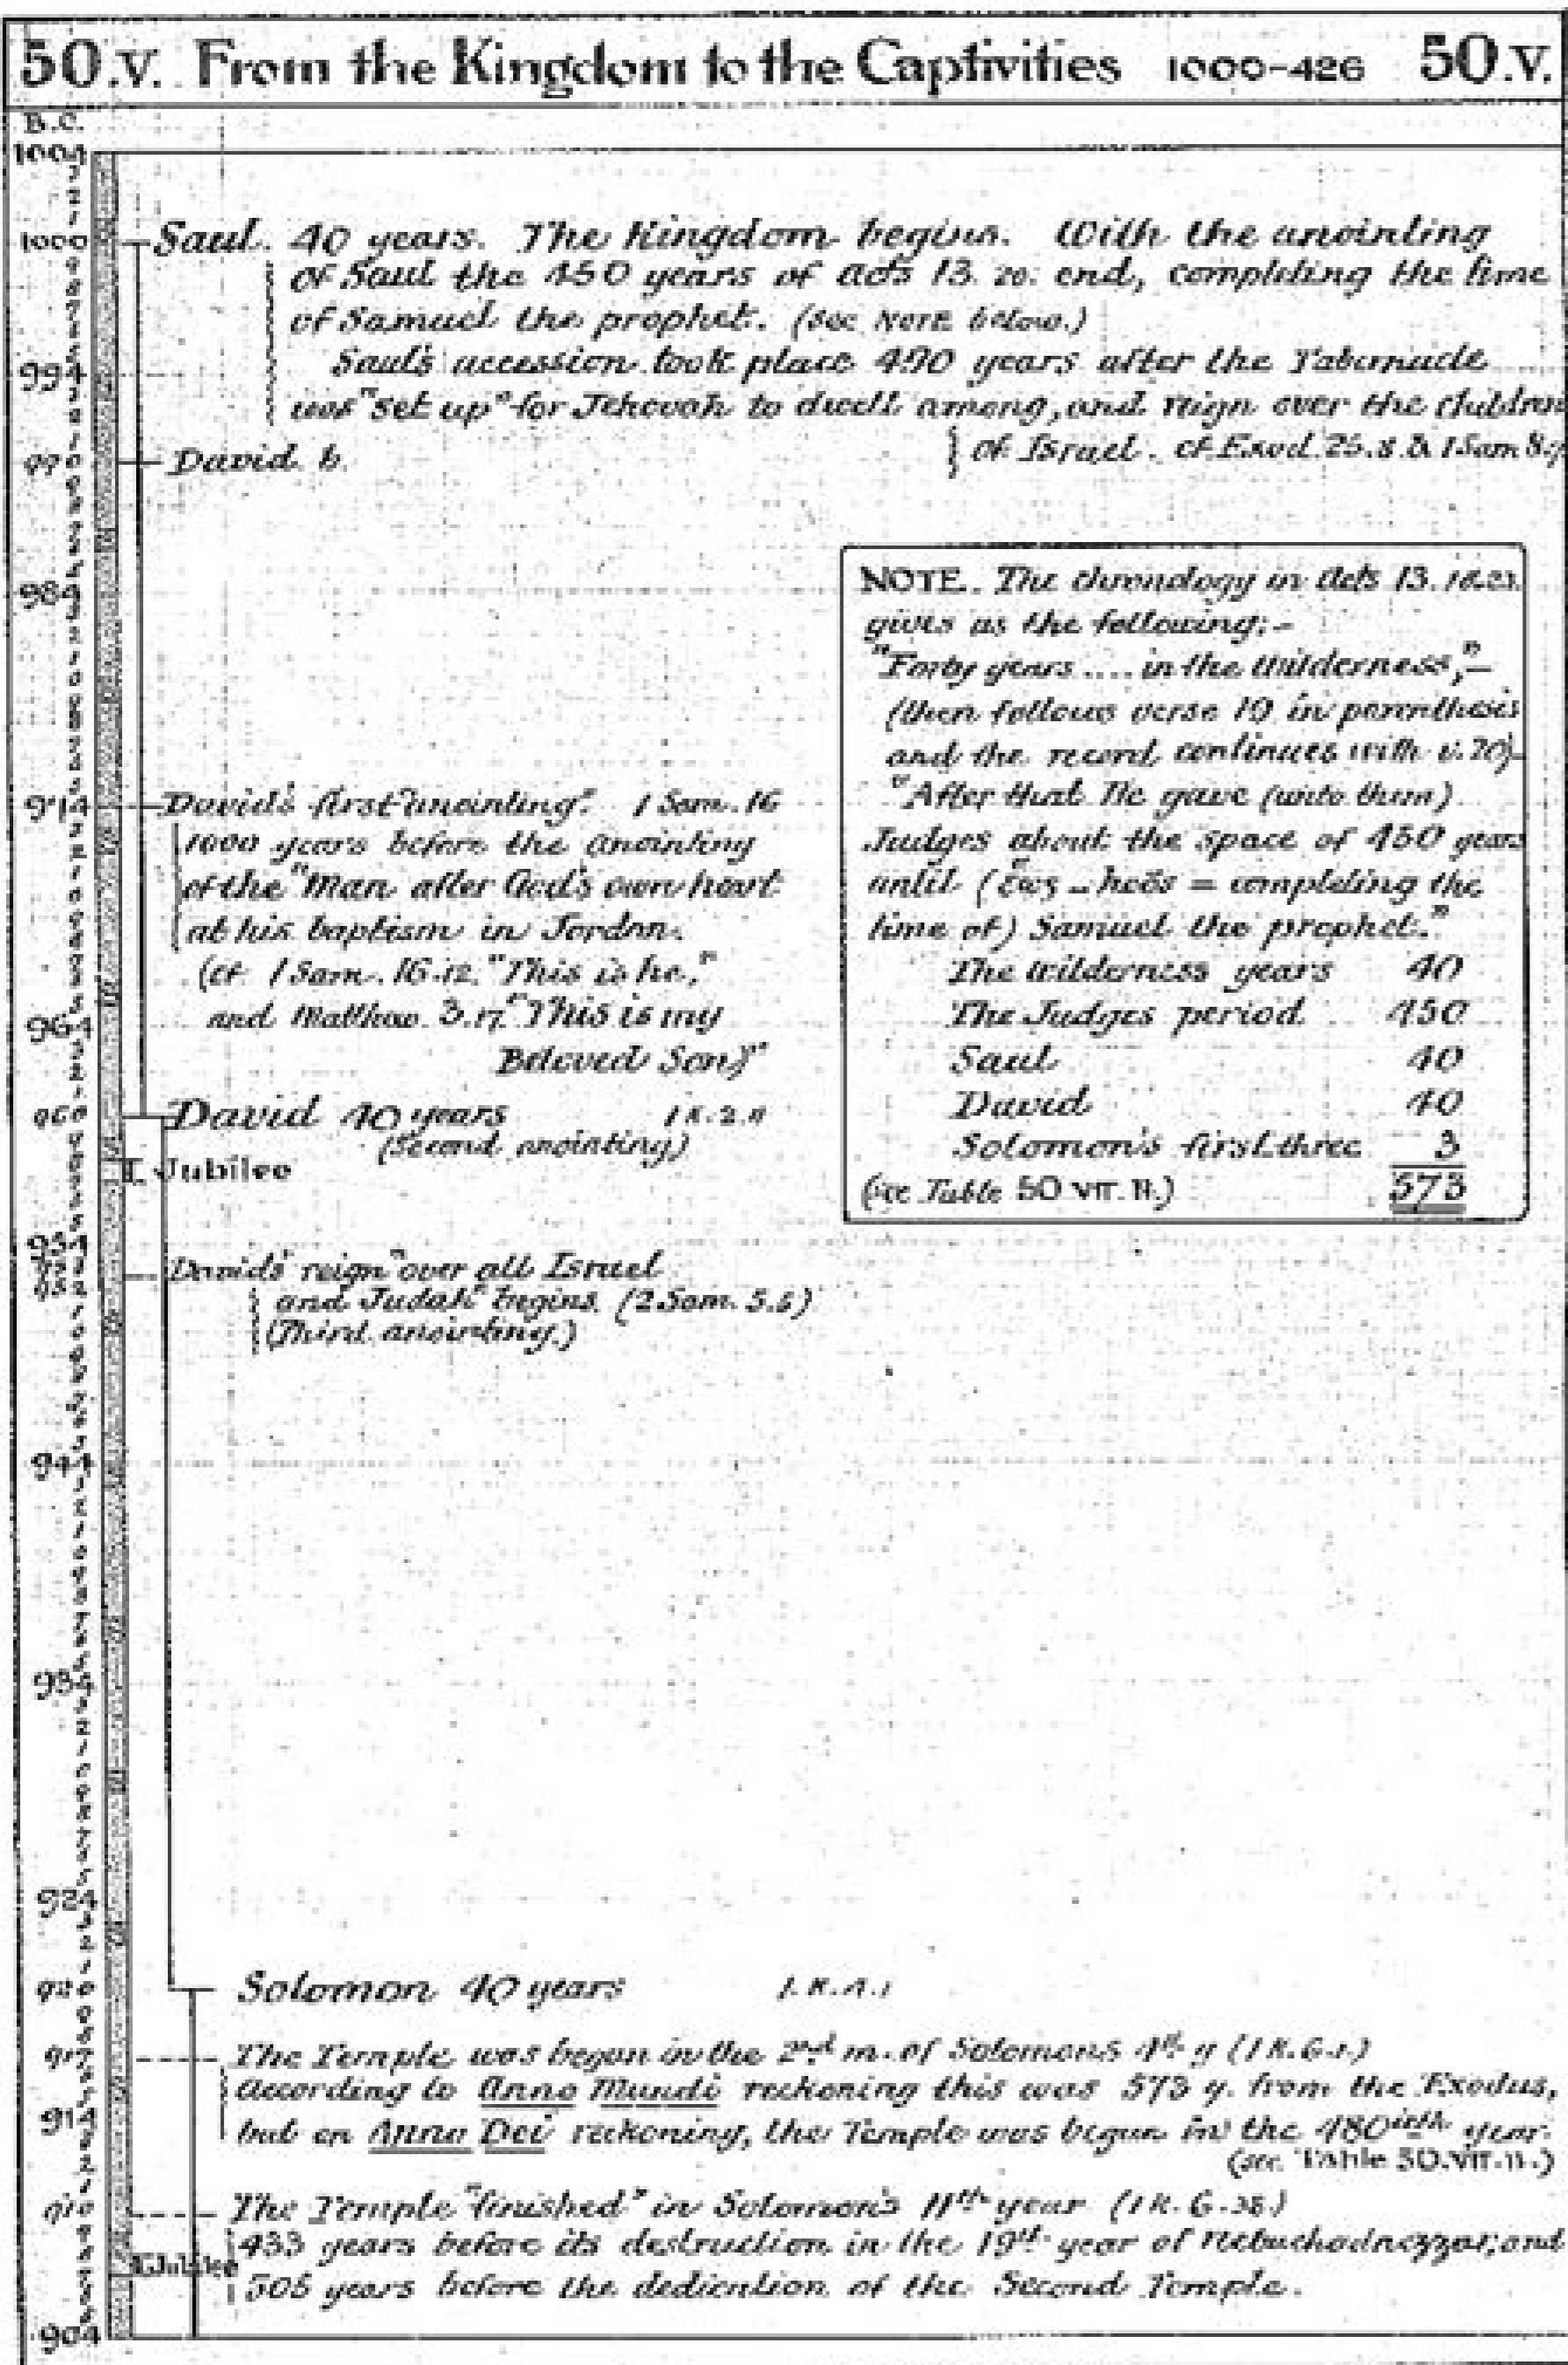 50.V. From the Kingdom to the Captivities 1000-426 50.V.
B.C.
1004
1000 Saul. 40 years. The Kingdom begins. With the anointing
of Saul the 450 years of Acts 13. 20. end, completing the time
of Samuel the prophet. (See NOTE below.)
Saul's accession took place 490 years after the Tabernacle
994
was "set up" for Jehovah to dwell among, and reign over the children
of Israel. cf. Exod. 25. 8. & 1 Sam 8.7
990 David b.
984
NOTE. The chronology in Acts 13. 18-23.
gives us the following:-
"Forty years .... in the wilderness,"-
(then follows verse 19 in parenthesis
and the record continues with v. 20)-
"After that He gave (unto them)
Judges about the space of 450 years
until (ἕως - heōs = completing the
time of) Samuel the prophet."
The Wilderness years 40
The Judges period 450
Saul 40
David 40
Solomon's first three 3
(see Table 50 VII. 11.) 573
974 David's first "anointing". 1 Sam. 16
1000 years before the anointing
of the "Man after God's own heart
at his baptism in Jordan.
(cf. 1 Sam. 16.12. "This is he,"
and Matthew 3.17. "This is my
964
Beloved Son)"
960 David 40 years 1 K. 2. 11
(Second anointing)
I. Jubilee
954
953
952
David's reign "over all Israel
and Judah" begins. (2 Sam. 5.5)
(Third anointing.)
944
934
924
920 Solomon 40 years 1. K.
917 The Temple was began in the 2nd m. of Solomons 4th y (1 K. 6.1.)
According to Anno Mundi reckoning this was 573 y. from the Exodus,
914
but on Anno Dei reckoning, the Temple was begun in the 480ieth year.
(see Table 50. VII. 11.)
910 The Temple "finished" in Solomon's 11th year (1 K. 6.38.)
433 years before its destruction in the 19th year of Nebuchadnezzar; and
Jubilee
505 years before the dedication of the Second Temple.
904